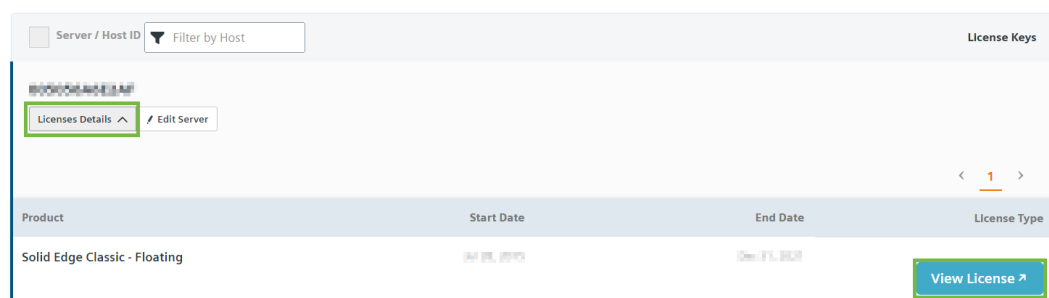 Server / Host ID Filter by Host License Keys
Licenses Details Edit Server
< 1 >
Product Start Date End Date License Type
Solid Edge Classic - Floating
View License